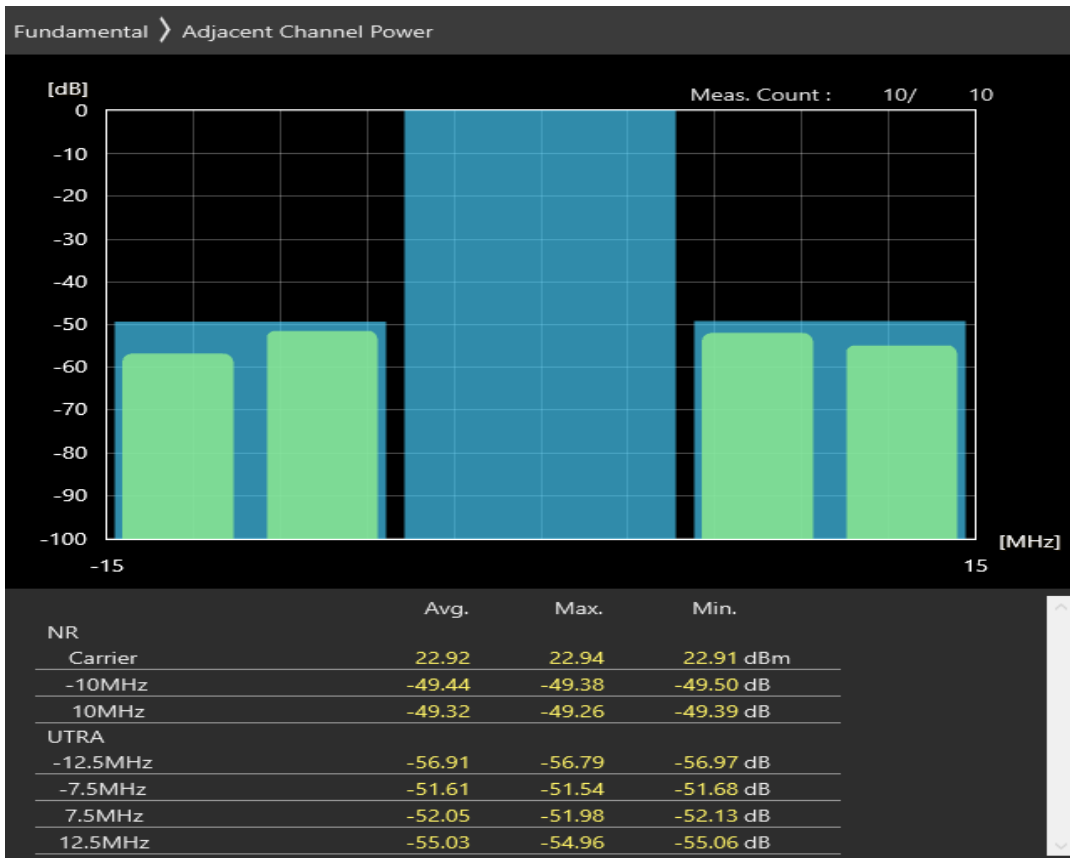 Fundamental 〉 Adjacent Channel Power
[dB]
Meas. Count : 10/ 10
0
-10
-20
-30
-40
-50
-60
-70
-80
-90
-100
[MHz]
-15 15
Avg. Max. Min.
NR
Carrier 22.92 22.94 22.91 dBm
-10MHz -49.44 -49.38 -49.50 dB
10MHz -49.32 -49.26 -49.39 dB
UTRA
-12.5MHz -56.91 -56.79 -56.97 dB
-7.5MHz -51.61 -51.54 -51.68 dB
7.5MHz -52.05 -51.98 -52.13 dB
12.5MHz -55.03 -54.96 -55.06 dB